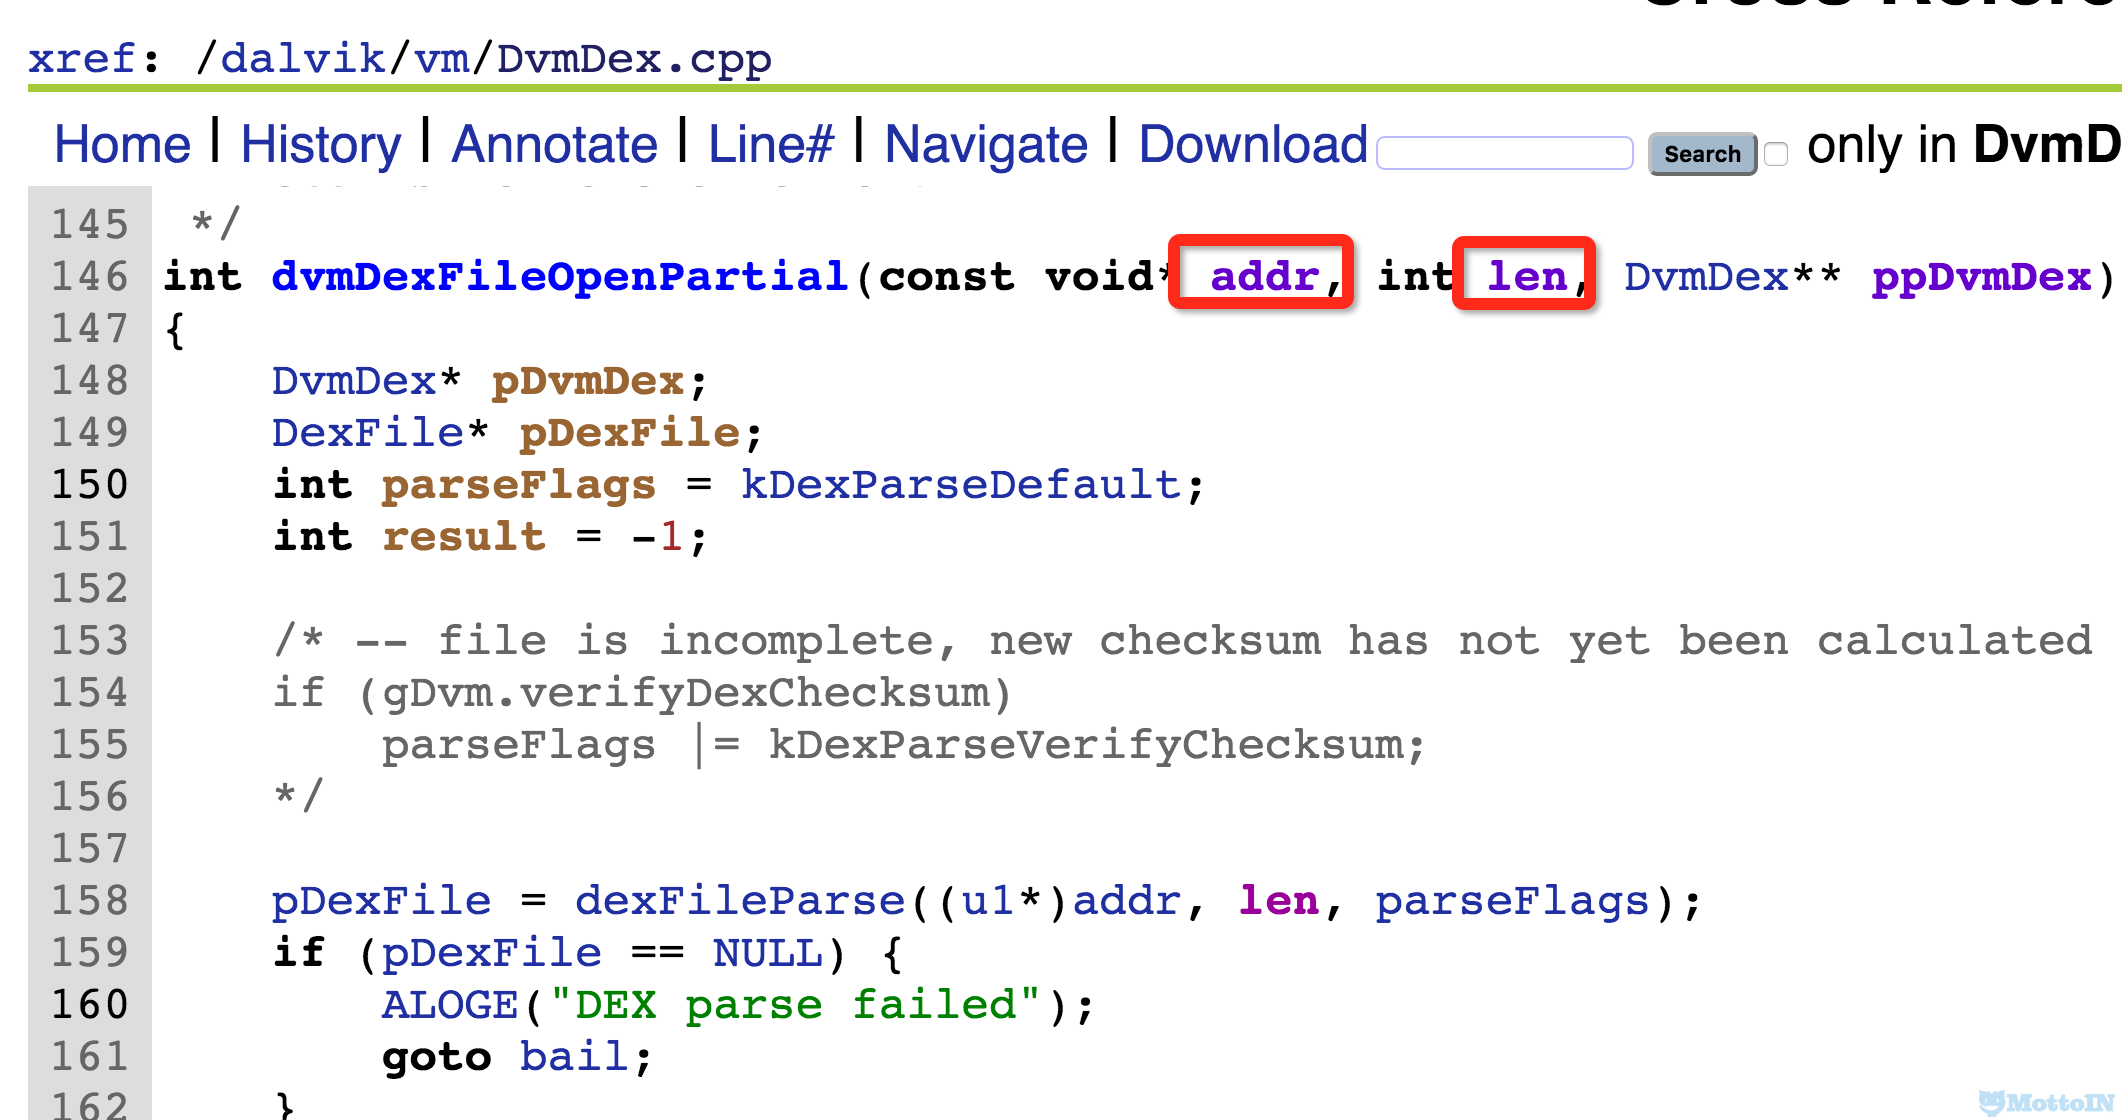 xref: /dalvik/vm/DvmDex.cpp
Home | History | Annotate | Line# | Navigate | Download Search only in DvmD
145 */
146 int dvmDexFileOpenPartial(const void* addr, int len, DvmDex** ppDvmDex)
147 {
148 DvmDex* pDvmDex;
149 DexFile* pDexFile;
150 int parseFlags = kDexParseDefault;
151 int result = -1;
152
153 /* -- file is incomplete, new checksum has not yet been calculated
154 if (gDvm.verifyDexChecksum)
155 parseFlags |= kDexParseVerifyChecksum;
156 */
157
158 pDexFile = dexFileParse((u1*)addr, len, parseFlags);
159 if (pDexFile == NULL) {
160 ALOGE("DEX parse failed");
161 goto bail;
162 }
MottoIN